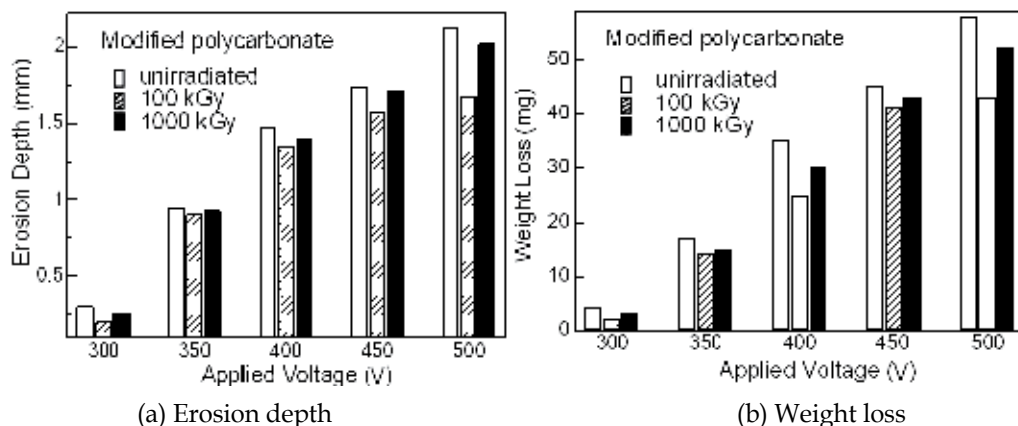 Modified polycarbonate
unirradiated
100 kGy
1000 kGy
Erosion Depth (mm)
2
1.5
1
0.5
300 350 400 450 500
Applied Voltage (V)
(a) Erosion depth
Modified polycarbonate
unirradiated
100 kGy
1000 kGy
Weight Loss (mg)
50
40
30
20
10
0
300 350 400 450 500
Applied Voltage (V)
(b) Weight loss